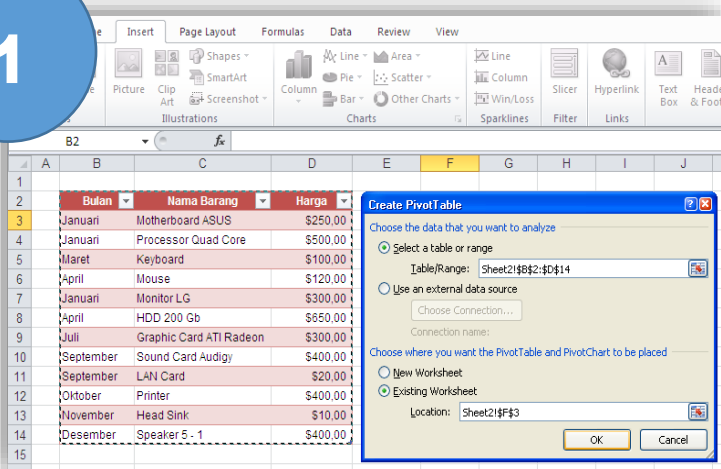 1
Insert Page Layout Formulas Data Review View
Picture
Clip Art
Shapes
SmartArt
Screenshot
Illustrations
Column
Line
Pie
Bar
Area
Scatter
Other Charts
Charts
Line
Column
Win/Loss
Sparklines
Slicer
Filter
Hyperlink
Links
Text Box
Heade
& Foot
B2 fx
A B C D E F G H I J
1
2 Bulan Nama Barang Harga
3 Januari Motherboard ASUS $250,00
4 Januari Processor Quad Core $500,00
5 Maret Keyboard $100,00
6 April Mouse $120,00
7 Januari Monitor LG $300,00
8 April HDD 200 Gb $650,00
9 Juli Graphic Card ATI Radeon $300,00
10 September Sound Card Audigy $400,00
11 September LAN Card $20,00
12 Oktober Printer $400,00
13 November Head Sink $10,00
14 Desember Speaker 5 - 1 $400,00
15
Create PivotTable
Choose the data that you want to analyze
Select a table or range
Table/Range: Sheet2!$B$2:$D$14
Use an external data source
Choose Connection...
Connection name:
Choose where you want the PivotTable and PivotChart to be placed
New Worksheet
Existing Worksheet
Location: Sheet2!$F$3
OK Cancel